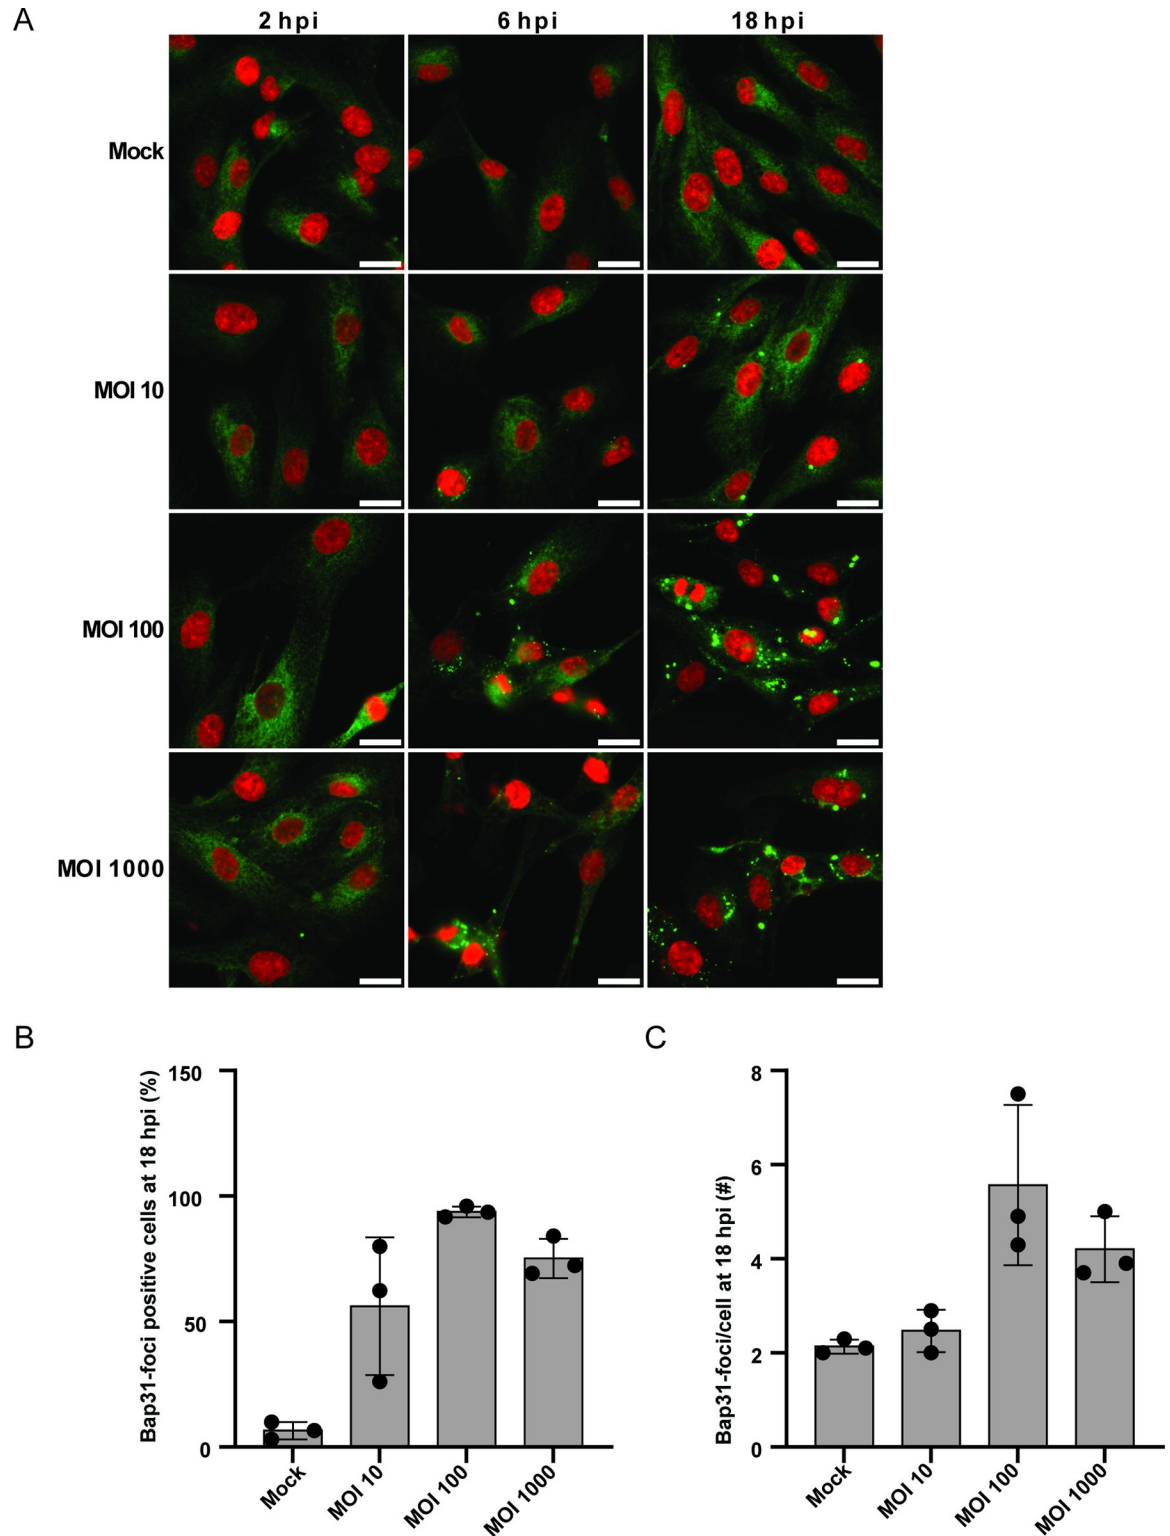 A
2 hpi
6 hpi
18 hpi
Mock
MOI 10
MOI 100
MOI 1000
B
Bap31-foci positive cells at 18 hpi (%)
150
100
50
0
Mock
MOI 10
MOI 100
MOI 1000
C
Bap31-foci/cell at 18 hpi (#)
8
6
4
2
0
Mock
MOI 10
MOI 100
MOI 1000